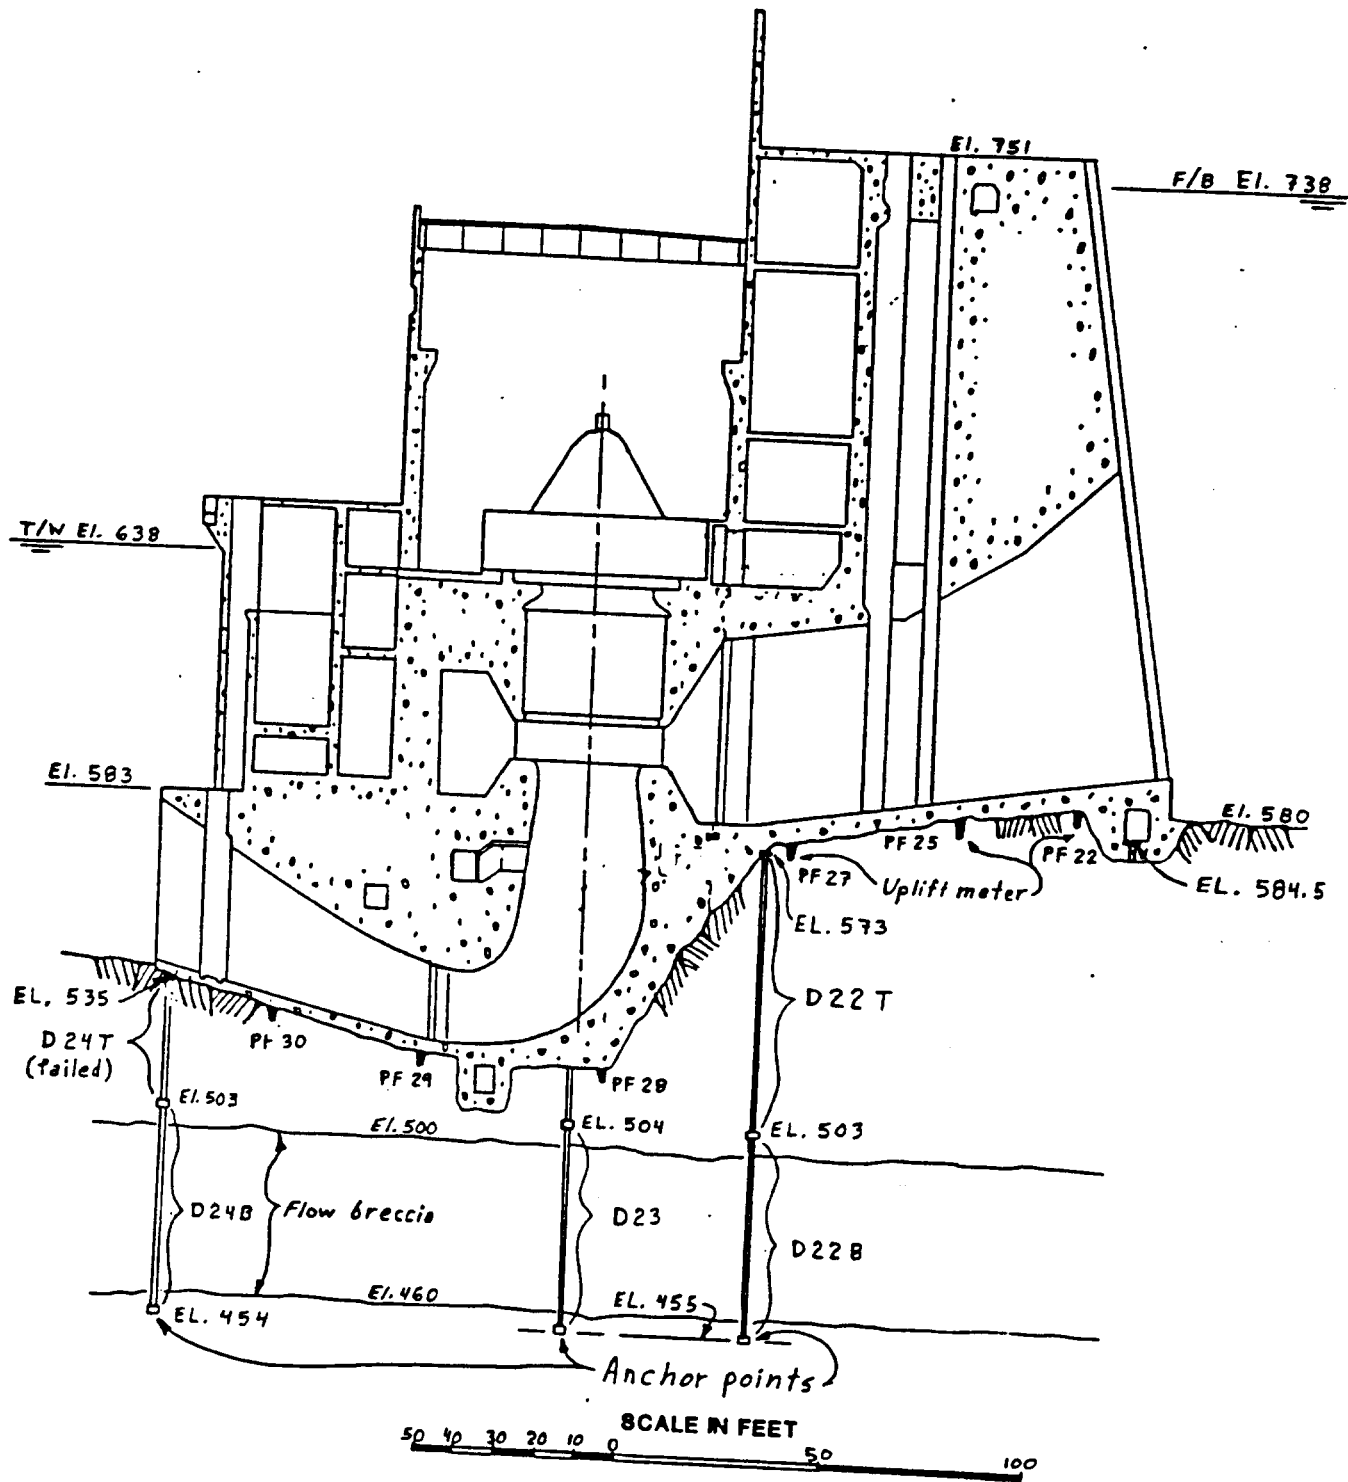 El. 751
F/B El. 738
T/W El. 638
El. 583
El. 580
PF 25
PF 22
PF 27
Uplift meter
EL. 584.5
EL. 573
EL. 535
D22T
D24T
(failed)
PF 30
PF 29
PF 28
El. 503
El. 500
EL. 504
EL. 503
D24B
Flow breccia
D23
D22B
El. 460
EL. 455
EL. 454
Anchor points
SCALE IN FEET
50 40 30 20 10 0 50 100